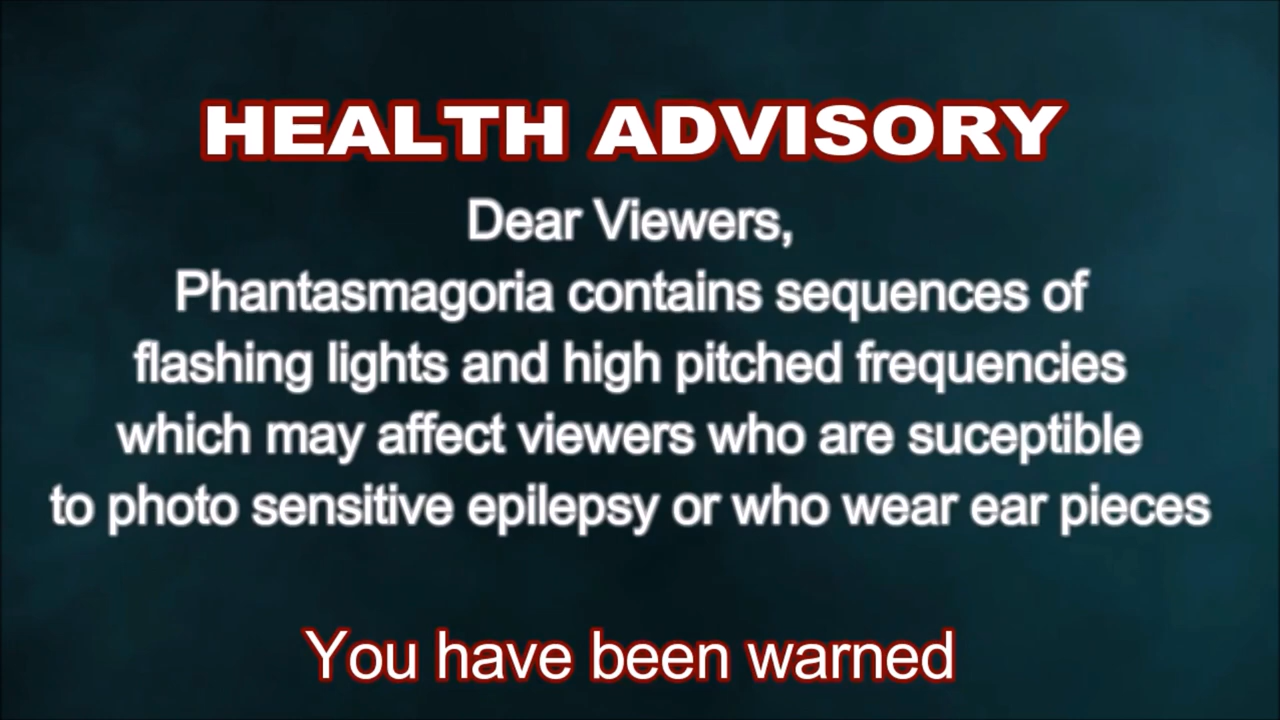 HEALTH ADVISORY
Dear Viewers,
Phantasmagoria contains sequences of
flashing lights and high pitched frequencies
which may affect viewers who are suceptible
to photo sensitive epilepsy or who wear ear pieces
You have been warned